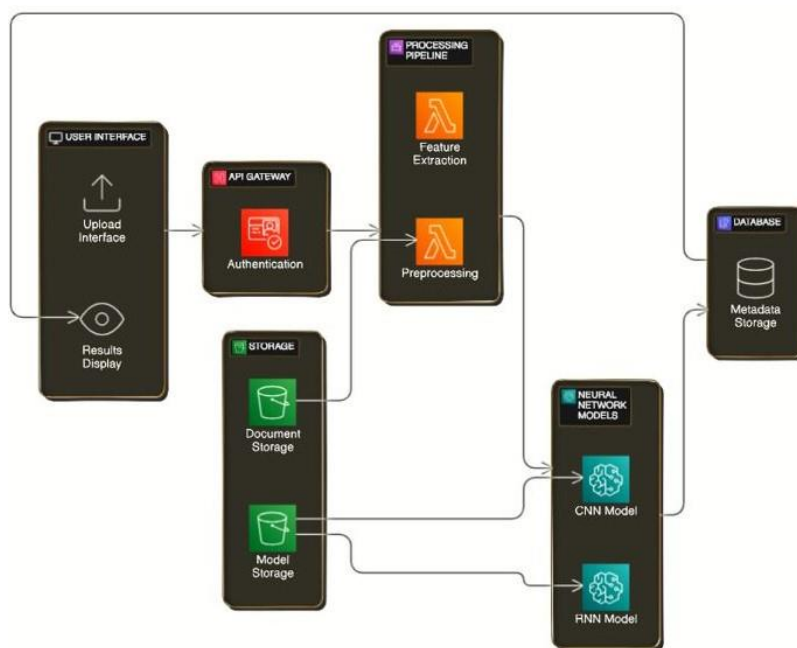 PROCESSING
PIPELINE
Feature
Extraction
Preprocessing
USER INTERFACE
Upload
Interface
Results
Display
API GATEWAY
Authentication
STORAGE
Document
Storage
Model
Storage
NEURAL
NETWORK
MODELS
CNN Model
RNN Model
DATABASE
Metadata
Storage